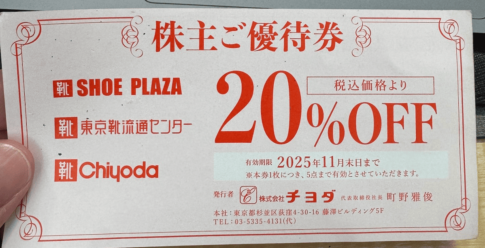 株主ご優待券
靴 SHOE PLAZA
靴 東京靴流通センター
靴 Chiyoda
税込価格より
20%OFF
有効期限 2025年11月末日まで
※本券1枚につき、5点まで有効とさせていただきます。
発行者 株式会社 チヨダ 代表取締役社長 町野雅俊
本社：東京都杉並区荻窪4-30-16 藤澤ビルディング5F
TEL：03-5335-4131(代)